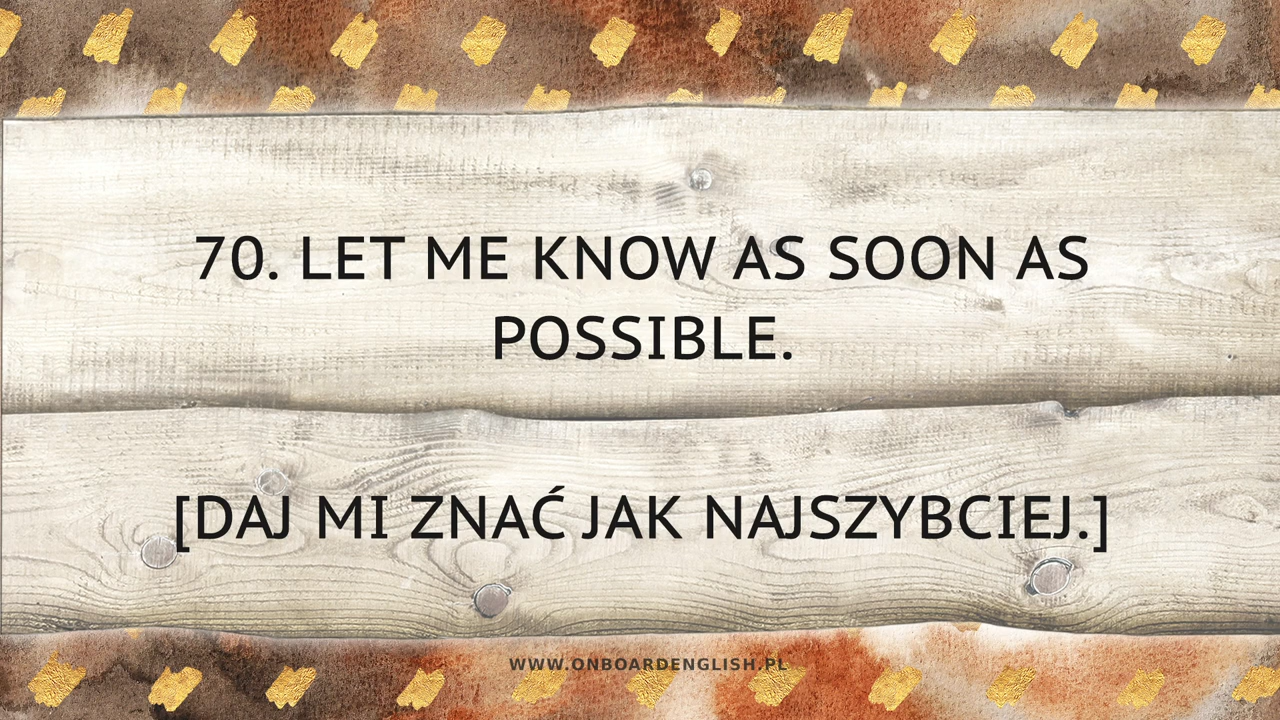 70. LET ME KNOW AS SOON AS
POSSIBLE.
[DAJ MI ZNAĆ JAK NAJSZYBCIEJ.]
WWW.ONBOARDENGLISH.PL